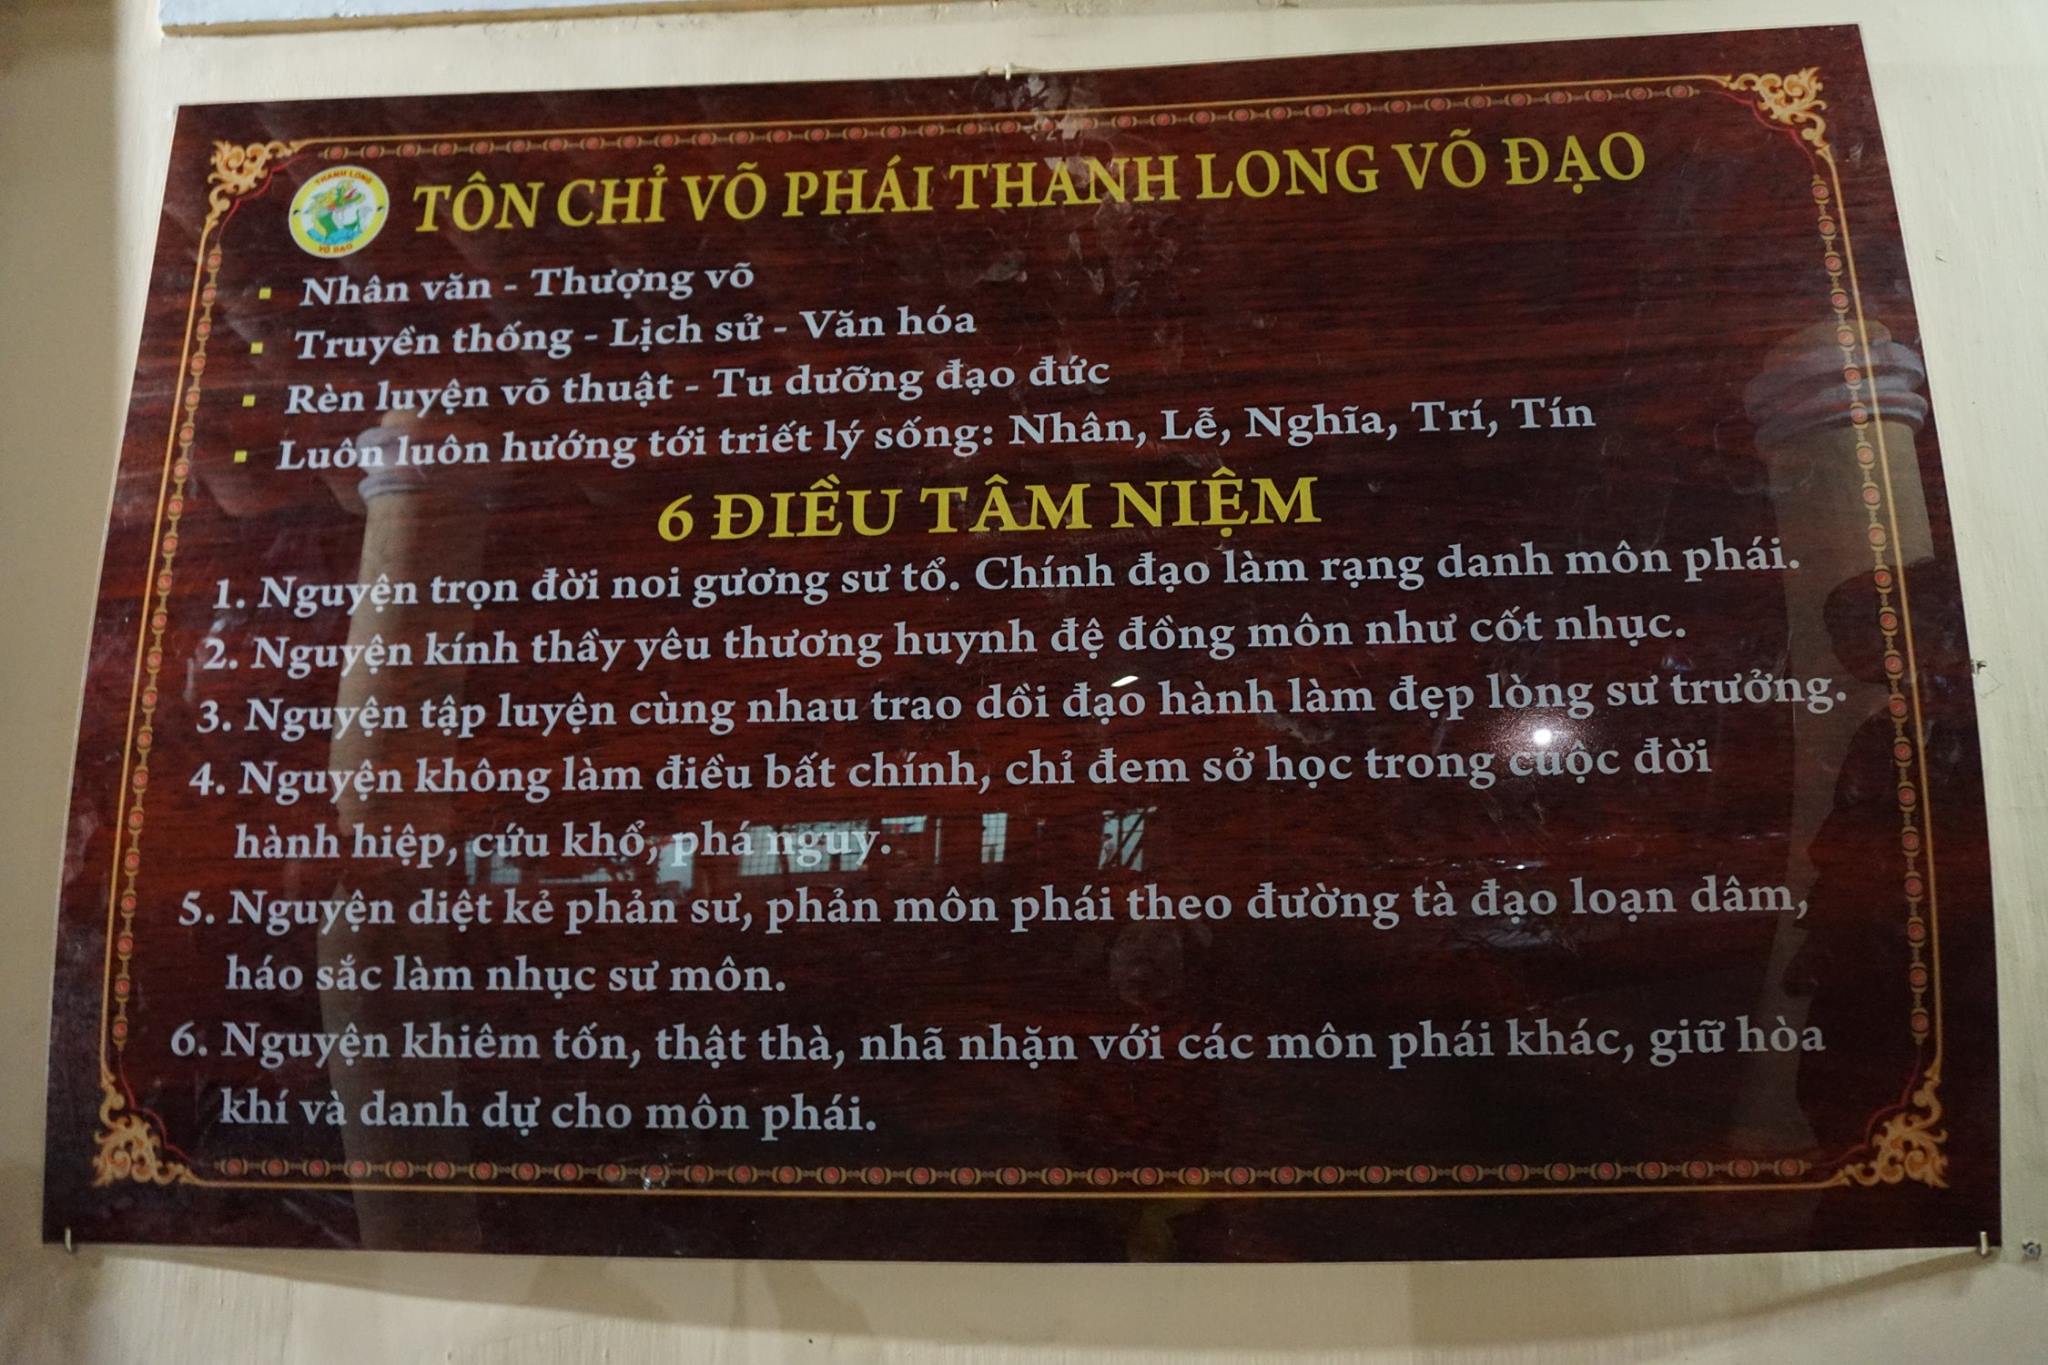 THANH LONG
VÕ ĐẠO
TÔN CHỈ VÕ PHÁI THANH LONG VÕ ĐẠO
▪ Nhân văn - Thượng võ
▪ Truyền thống - Lịch sử - Văn hóa
▪ Rèn luyện võ thuật - Tu dưỡng đạo đức
▪ Luôn luôn hướng tới triết lý sống: Nhân, Lễ, Nghĩa, Trí, Tín
6 ĐIỀU TÂM NIỆM
1. Nguyện trọn đời noi gương sư tổ. Chính đạo làm rạng danh môn phái.
2. Nguyện kính thầy yêu thương huynh đệ đồng môn như cốt nhục.
3. Nguyện tập luyện cùng nhau trao dồi đạo hành làm đẹp lòng sư trưởng.
4. Nguyện không làm điều bất chính, chỉ đem sở học trong cuộc đời
hành hiệp, cứu khổ, phá nguy.
5. Nguyện diệt kẻ phản sư, phản môn phái theo đường tà đạo loạn dâm,
háo sắc làm nhục sư môn.
6. Nguyện khiêm tốn, thật thà, nhã nhặn với các môn phái khác, giữ hòa
khí và danh dự cho môn phái.